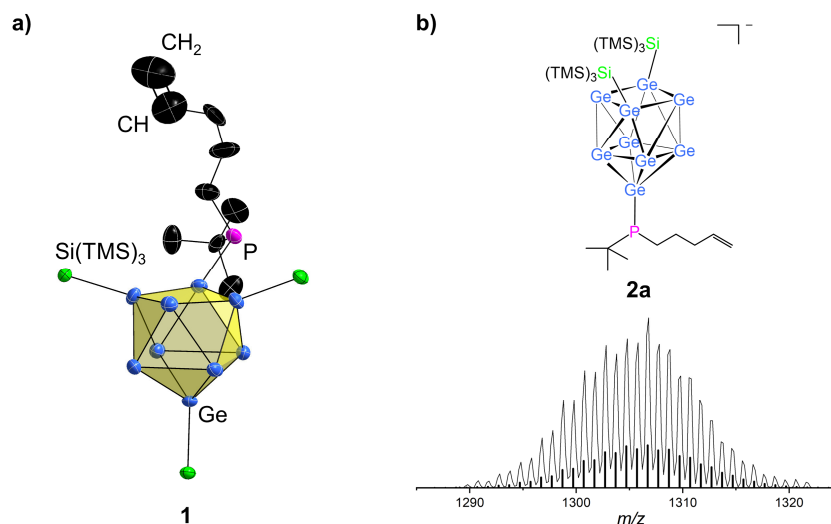 a)
CH₂
CH
P
Si(TMS)₃
Ge
1
b)
(TMS)₃Si
(TMS)₃Si
–
Ge
Ge
Ge
Ge
Ge
Ge
Ge
Ge
Ge
P
2a
1290 1300 1310 1320
m/z